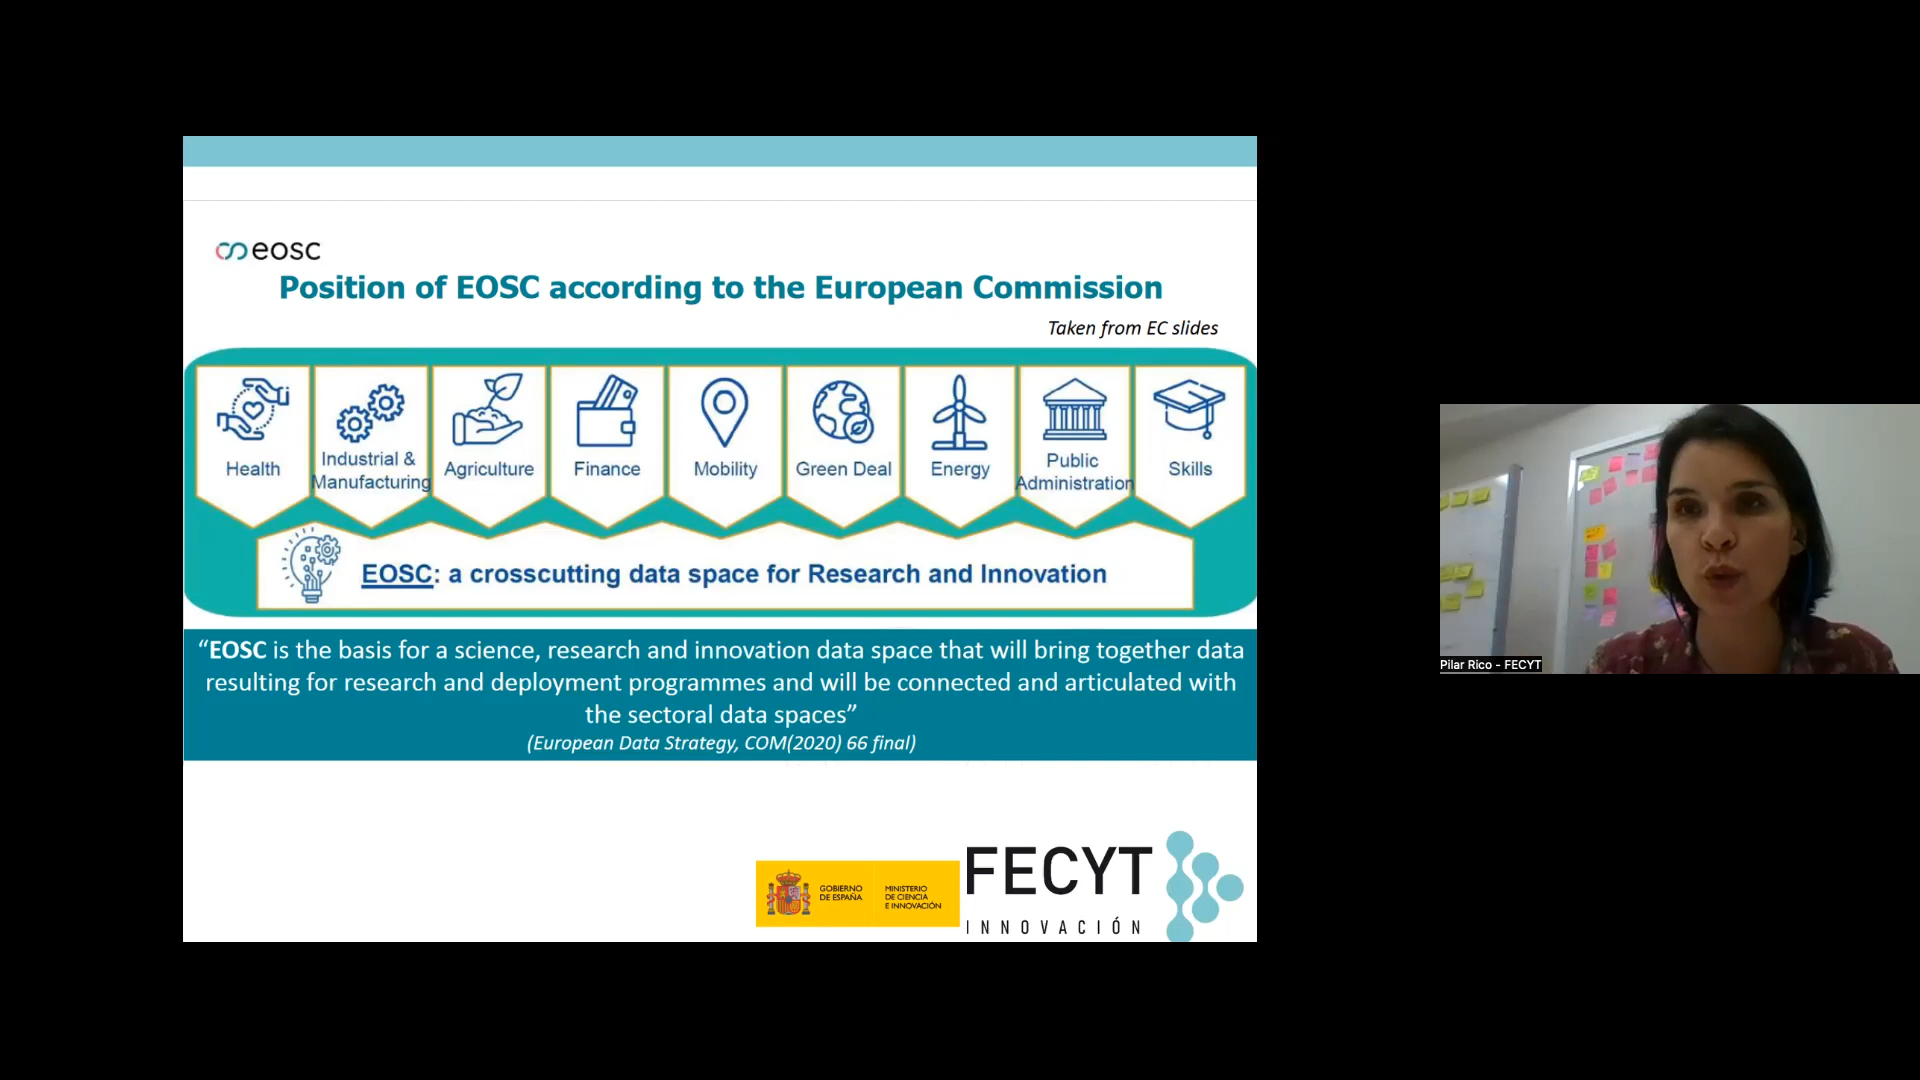 eosc
Position of EOSC according to the European Commission
Taken from EC slides
Health
Industrial &
Manufacturing
Agriculture
Finance
Mobility
Green Deal
Energy
Public
Administration
Skills
EOSC: a crosscutting data space for Research and Innovation
“EOSC is the basis for a science, research and innovation data space that will bring together data
resulting for research and deployment programmes and will be connected and articulated with
the sectoral data spaces”
(European Data Strategy, COM(2020) 66 final)
GOBIERNO
DE ESPAÑA
MINISTERIO
DE CIENCIA
E INNOVACIÓN
FECYT
INNOVACIÓN
Pilar Rico - FECYT